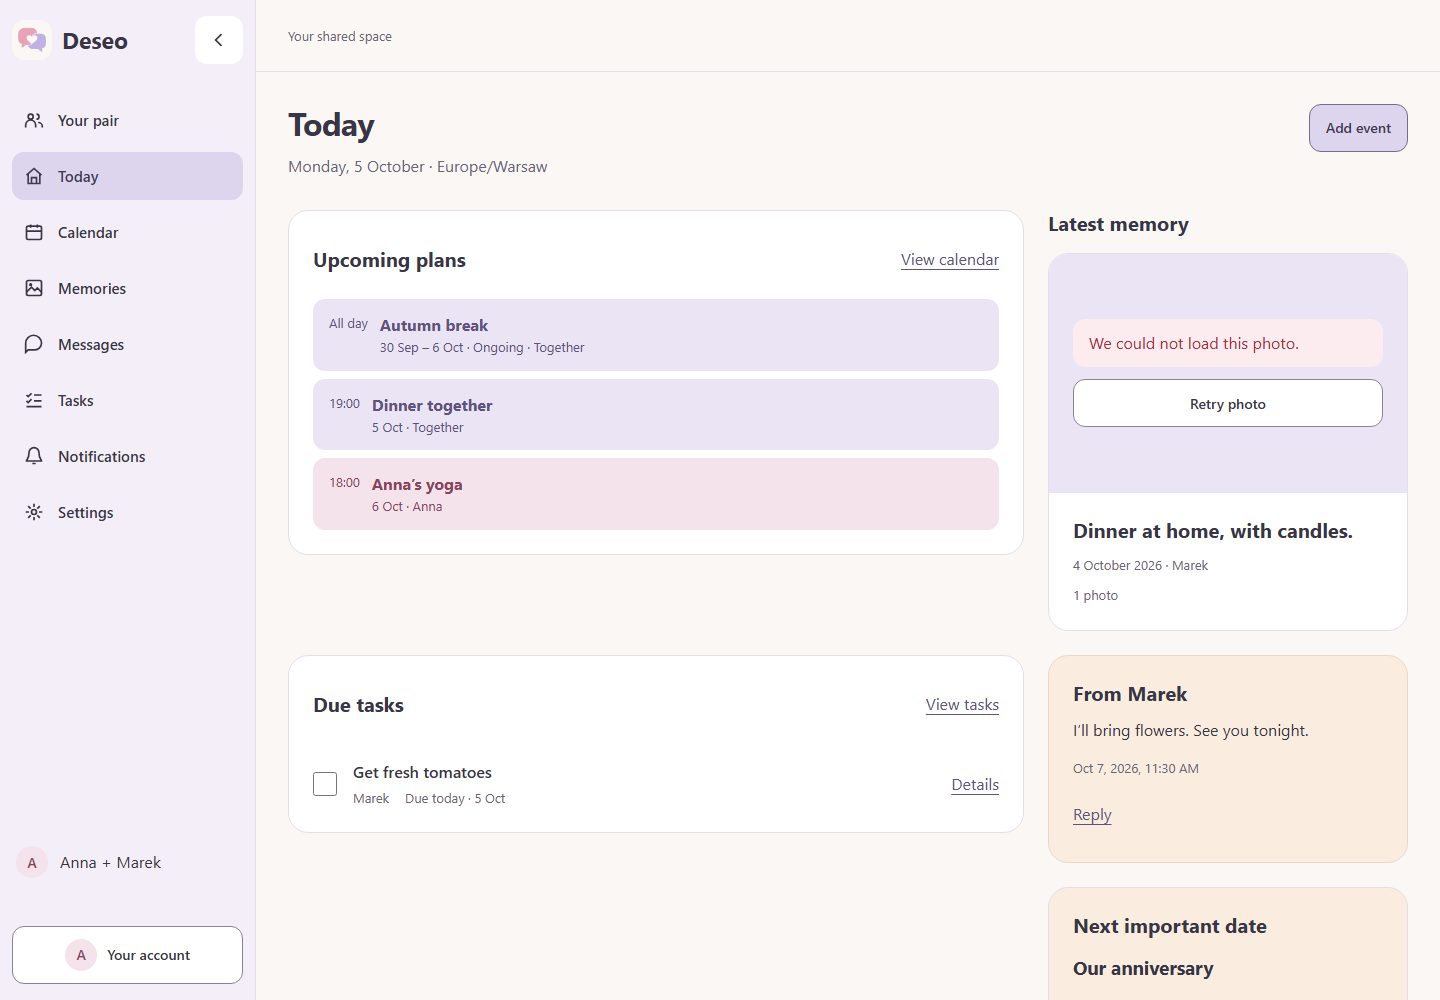 Deseo
Your pair
Today
Calendar
Memories
Messages
Tasks
Notifications
Settings
A
Anna + Marek
A
Your account
Your shared space
Today
Monday, 5 October · Europe/Warsaw
Add event
Upcoming plans
View calendar
All day
Autumn break
30 Sep – 6 Oct · Ongoing · Together
19:00
Dinner together
5 Oct · Together
18:00
Anna’s yoga
6 Oct · Anna
Due tasks
View tasks
Get fresh tomatoes
Marek
Due today · 5 Oct
Details
Latest memory
We could not load this photo.
Retry photo
Dinner at home, with candles.
4 October 2026 · Marek
1 photo
From Marek
I’ll bring flowers. See you tonight.
Oct 7, 2026, 11:30 AM
Reply
Next important date
Our anniversary